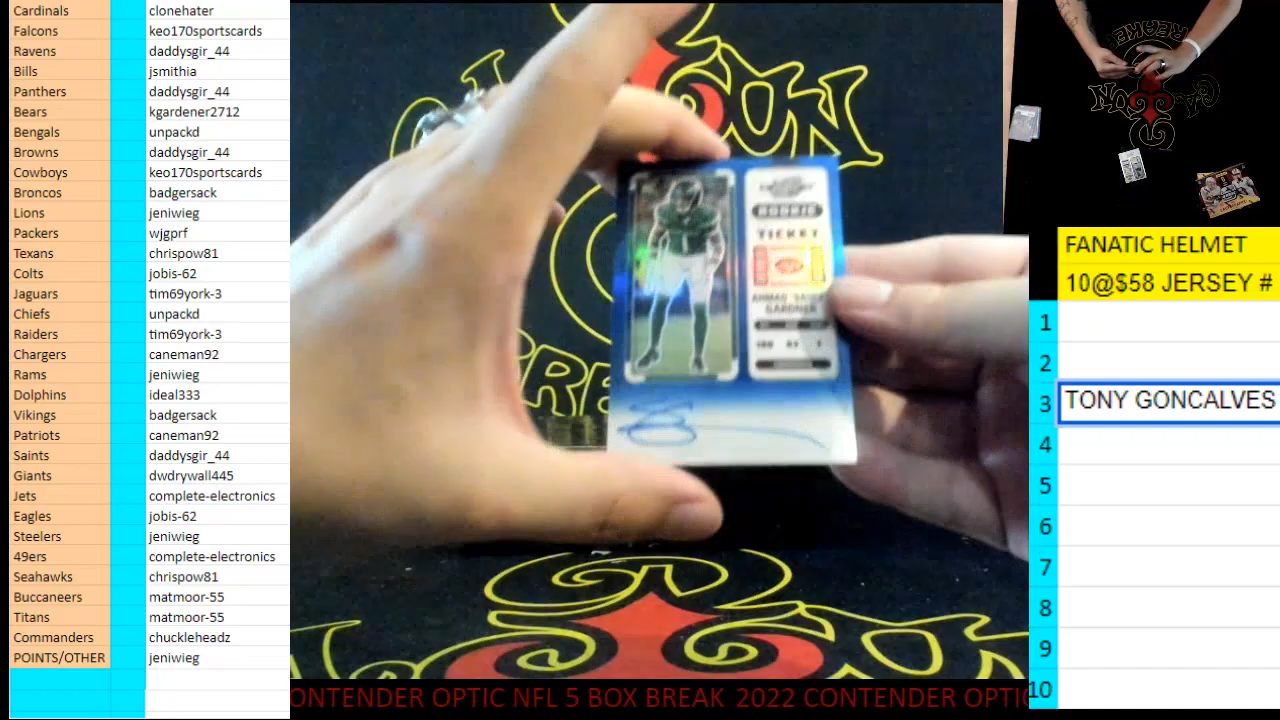 Cardinals clonehater
Falcons keo170sportscards
Ravens daddysgir_44
Bills jsmithia
Panthers daddysgir_44
Bears kgardener2712
Bengals unpackd
Browns daddysgir_44
Cowboys keo170sportscards
Broncos badgersack
Lions jeniwieg
Packers wjgprf
Texans chrispow81
Colts jobis-62
Jaguars tim69york-3
Chiefs unpackd
Raiders tim69york-3
Chargers caneman92
Rams jeniwieg
Dolphins ideal333
Vikings badgersack
Patriots caneman92
Saints daddysgir_44
Giants dwdrywall445
Jets complete-electronics
Eagles jobis-62
Steelers jeniwieg
49ers complete-electronics
Seahawks chrispow81
Buccaneers matmoor-55
Titans matmoor-55
Commanders chuckleheadz
POINTS/OTHER jeniwieg
ROOKIE
TICKET
GARDNER
FANATIC HELMET
10@$58 JERSEY #
1
2
3 TONY GONCALVES
4
5
6
7
8
9
10
ONTENDER OPTIC NFL 5 BOX BREAK 2022 CONTENDER OPTIC